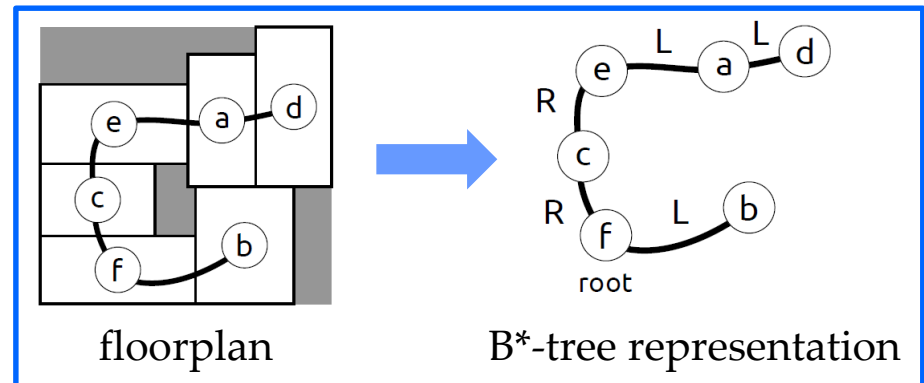 e a d
c
f b
floorplan
L L
e a d
R
c
R L b
f
root
B*-tree representation